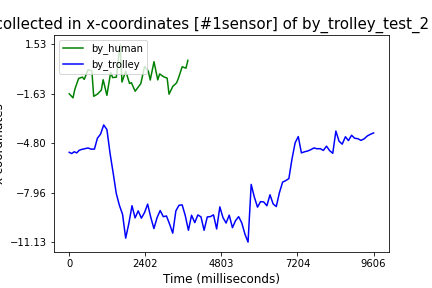 collected in x-coordinates [#1sensor] of by_trolley_test_2
by_human
by_trolley
1.53
−1.63
−4.80
−7.96
−11.13
0
2402
4803
7204
9606
Time (milliseconds)